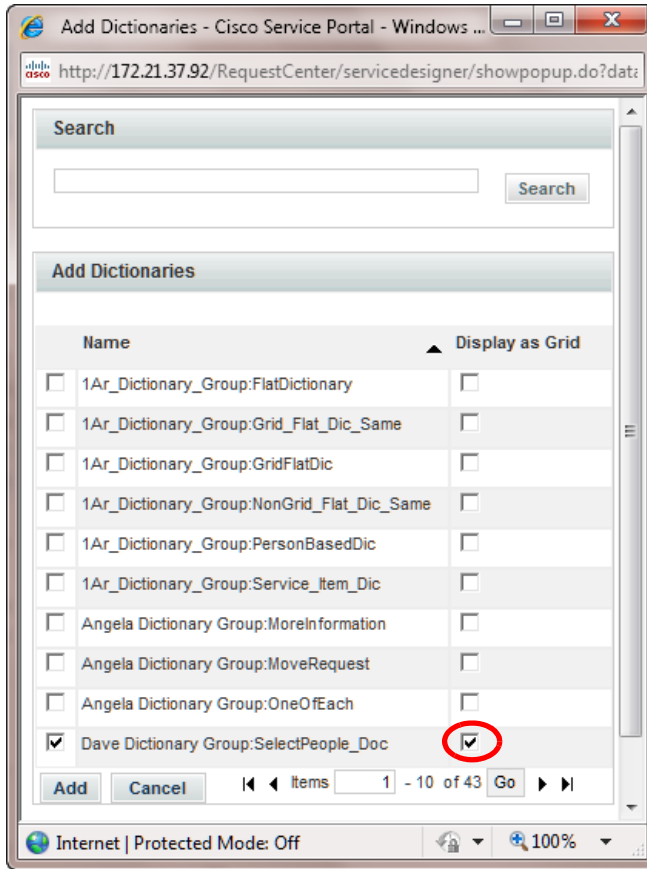 Add Dictionaries - Cisco Service Portal - Windows ...
cisco http://172.21.37.92/RequestCenter/servicedesigner/showpopup.do?data
Search
Search
Add Dictionaries
Name Display as Grid
1Ar_Dictionary_Group:FlatDictionary
1Ar_Dictionary_Group:Grid_Flat_Dic_Same
1Ar_Dictionary_Group:GridFlatDic
1Ar_Dictionary_Group:NonGrid_Flat_Dic_Same
1Ar_Dictionary_Group:PersonBasedDic
1Ar_Dictionary_Group:Service_Item_Dic
Angela Dictionary Group:MoreInformation
Angela Dictionary Group:MoveRequest
Angela Dictionary Group:OneOfEach
Dave Dictionary Group:SelectPeople_Doc
Add Cancel Items 1 - 10 of 43 Go
Internet | Protected Mode: Off 100%